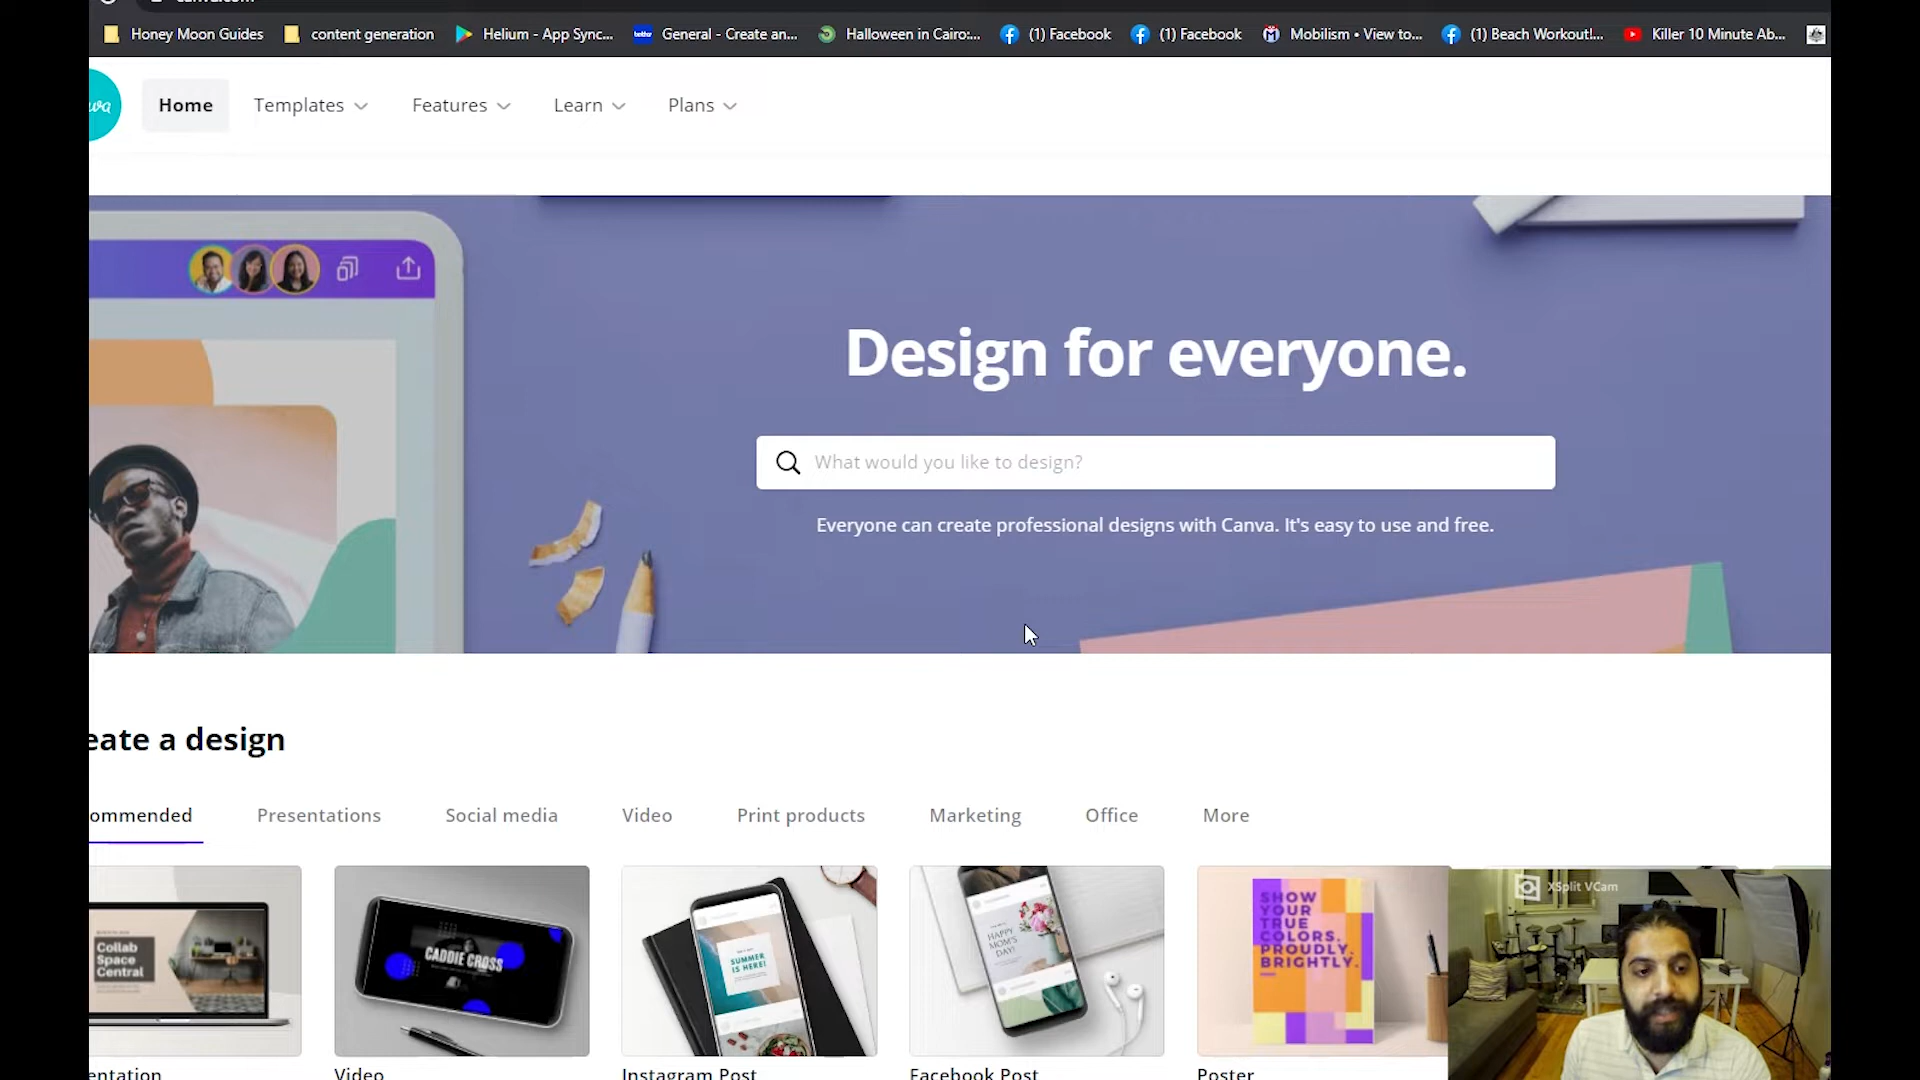 canva.com
Honey Moon Guides
content generation
Helium - App Sync...
General - Create an...
Halloween in Cairo:...
(1) Facebook
(1) Facebook
Mobilism • View to...
(1) Beach Workout!...
Killer 10 Minute Ab...
va
Home
Templates
Features
Learn
Plans
Design for everyone.
What would you like to design?
Everyone can create professional designs with Canva. It's easy to use and free.
eate a design
ommended
Presentations
Social media
Video
Print products
Marketing
Office
More
Collab
Space
Central
CADDIE CROSS
SUMMER
IS HERE!
HAPPY
MOM'S
DAY!
SHOW
YOUR
TRUE
COLORS.
PROUDLY.
BRIGHTLY.
XSplit VCam
entation
Video
Instagram Post
Facebook Post
Poster